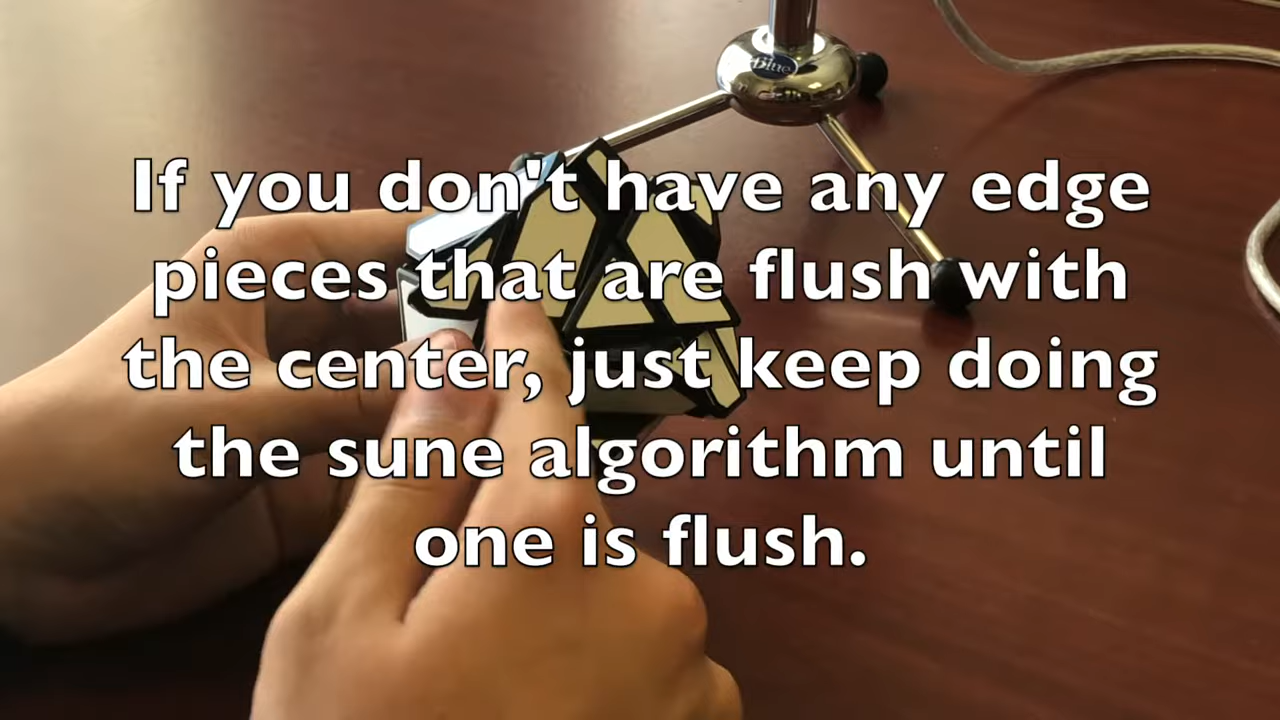 Blue
If you don't have any edge
pieces that are flush with
the center, just keep doing
the sune algorithm until
one is flush.